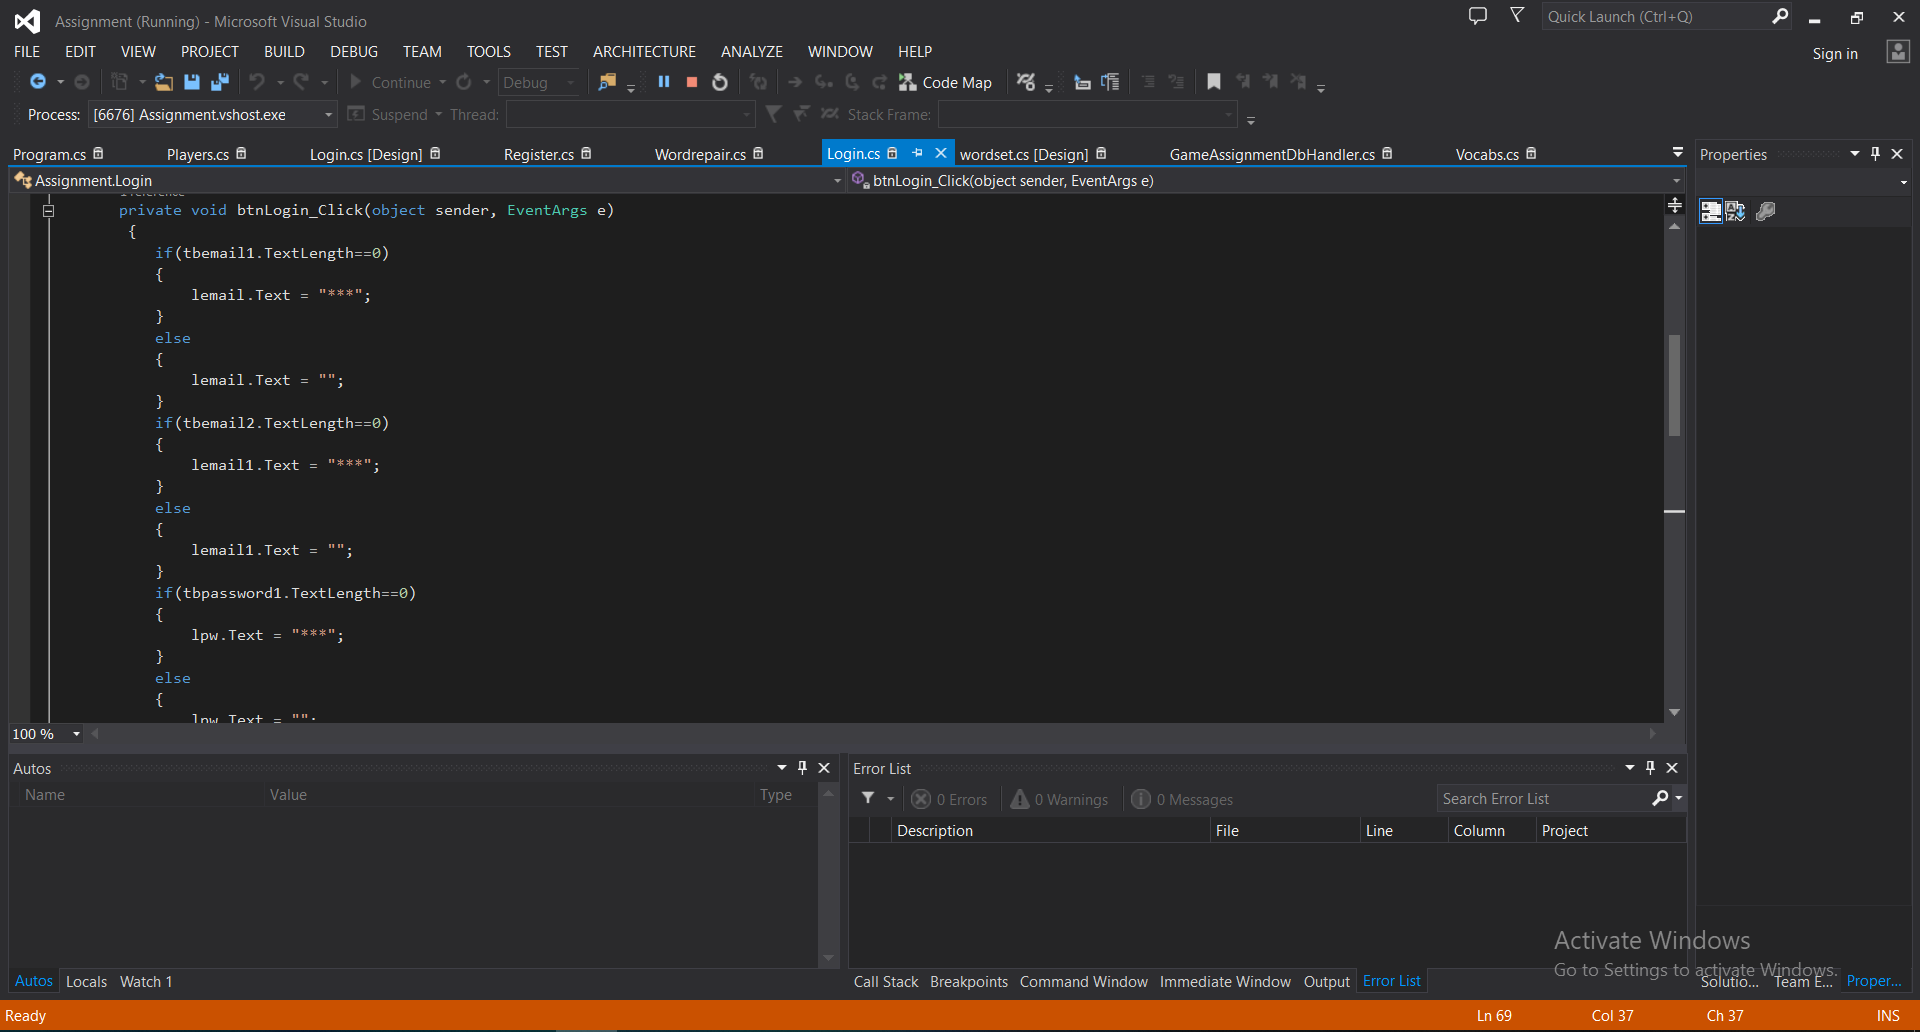 Assignment (Running) - Microsoft Visual Studio
Quick Launch (Ctrl+Q)
FILE EDIT VIEW PROJECT BUILD DEBUG TEAM TOOLS TEST ARCHITECTURE ANALYZE WINDOW HELP
Sign in
Continue Debug Code Map
Process: [6676] Assignment.vshost.exe Suspend Thread: Stack Frame:
Program.cs Players.cs Login.cs [Design] Register.cs Wordrepair.cs Login.cs wordset.cs [Design] GameAssignmentDbHandler.cs Vocabs.cs
Properties
Assignment.Login btnLogin_Click(object sender, EventArgs e)
private void btnLogin_Click(object sender, EventArgs e)
{
if(tbemail1.TextLength==0)
{
lemail.Text = "***";
}
else
{
lemail.Text = "";
}
if(tbemail2.TextLength==0)
{
lemail1.Text = "***";
}
else
{
lemail1.Text = "";
}
if(tbpassword1.TextLength==0)
{
lpw.Text = "***";
}
else
{
lpw.Text = "";
100 %
Autos
Name Value Type
Error List
0 Errors 0 Warnings 0 Messages
Search Error List
Description File Line Column Project
Activate Windows
Go to Settings to activate Windows.
Autos Locals Watch 1
Call Stack Breakpoints Command Window Immediate Window Output Error List
Solutio... Team E... Proper...
Ready
Ln 69 Col 37 Ch 37 INS